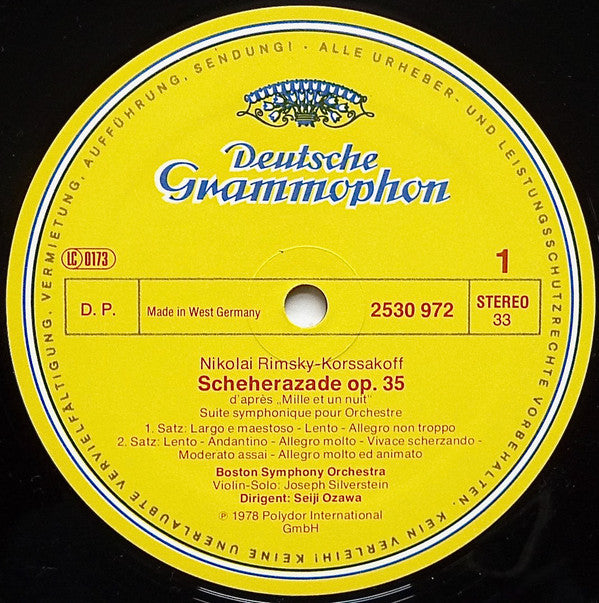 ALLE URHEBER- UND LEISTUNGSSCHUTZRECHTE VORBEHALTEN. KEIN VERLEIH! KEINE UNERLAUBTE VERVIELFÄLTIGUNG, VERMIETUNG, AUFFÜHRUNG, SENDUNG! ·
Deutsche
Grammophon
LC 0173
1
D. P.
Made in West Germany
2530 972
STEREO
33
Nikolai Rimsky-Korssakoff
Scheherazade op. 35
d'après „Mille et un nuit"
Suite symphonique pour Orchestre
1. Satz: Largo e maestoso - Lento - Allegro non troppo
2. Satz: Lento - Andantino - Allegro molto - Vivace scherzando -
Moderato assai - Allegro molto ed animato
Boston Symphony Orchestra
Violin-Solo: Joseph Silverstein
Dirigent: Seiji Ozawa
℗ 1978 Polydor International
GmbH